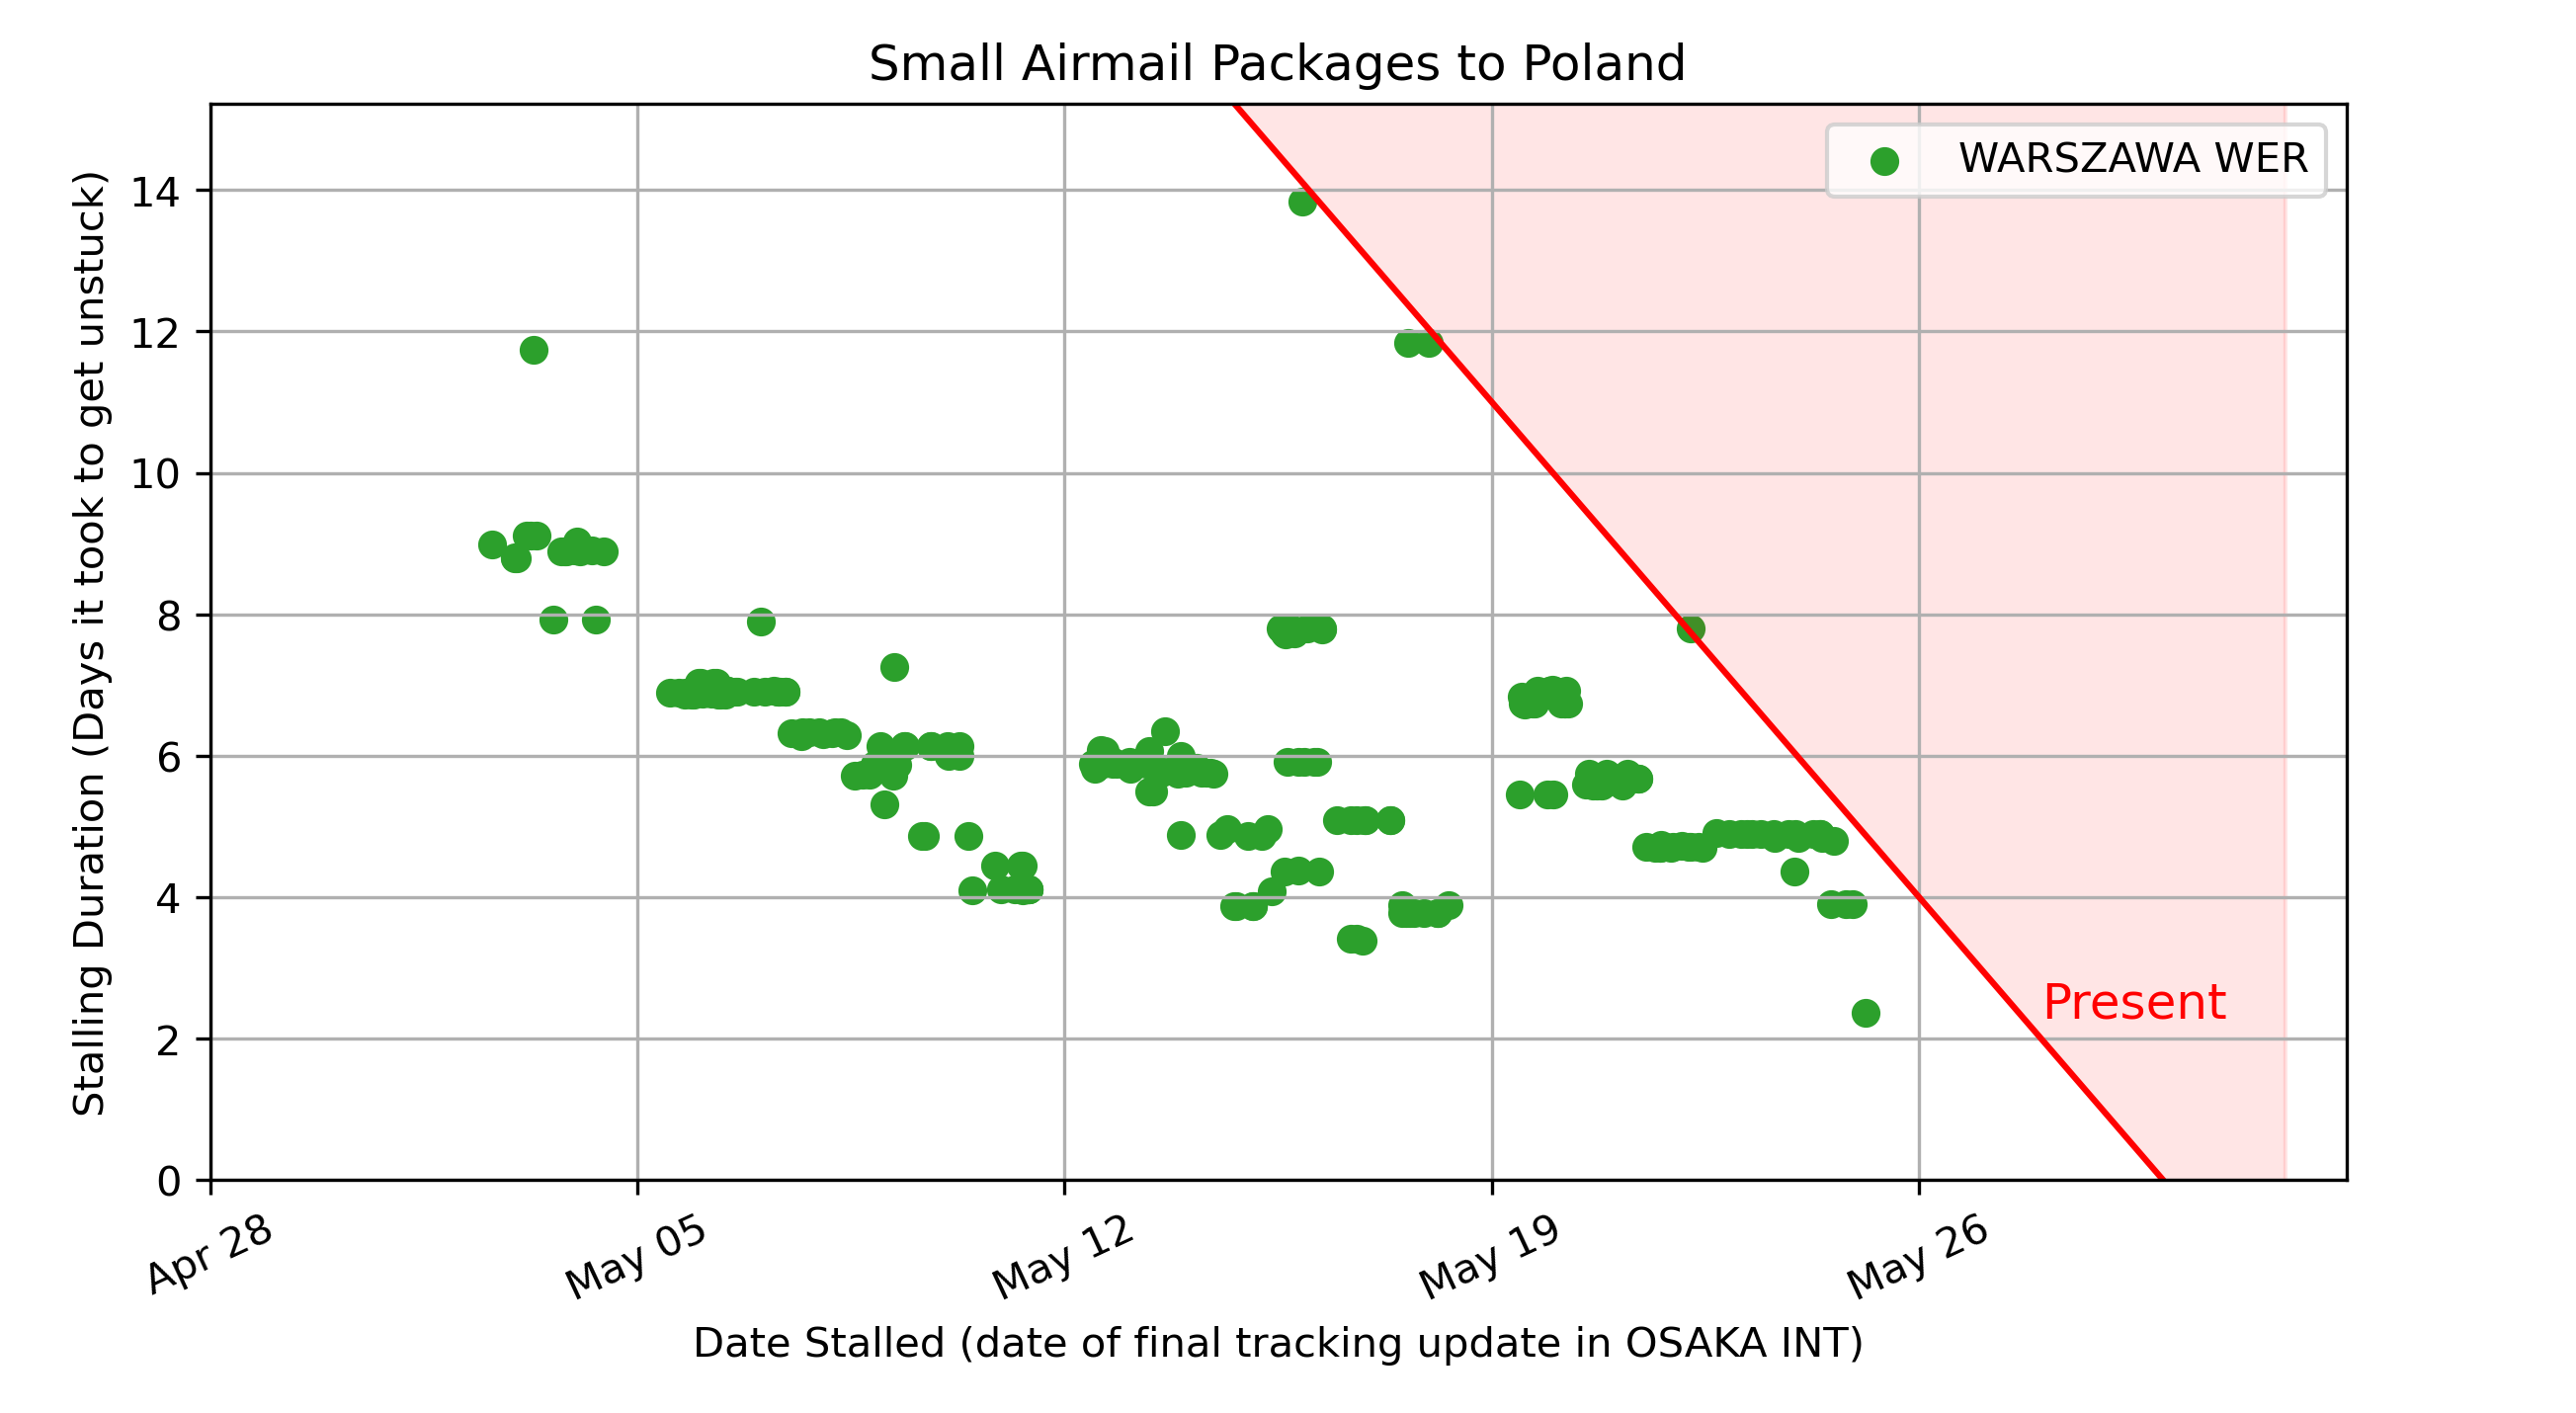 Small Airmail Packages to Poland
WARSZAWA WER
Stalling Duration (Days it took to get unstuck)
14
12
10
8
6
4
2
0
Present
Apr 28
May 05
May 12
May 19
May 26
Date Stalled (date of final tracking update in OSAKA INT)